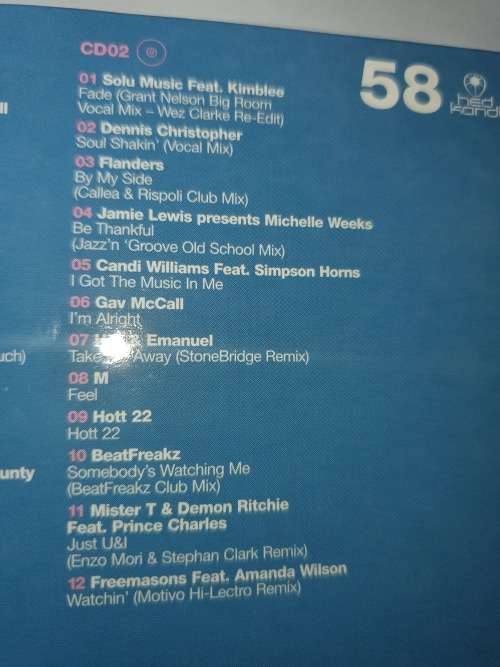 CD02
58
hed kandi
01 Solu Music Feat. Kimblee
Fade (Grant Nelson Big Room
Vocal Mix – Wez Clarke Re-Edit)
02 Dennis Christopher
Soul Shakin' (Vocal Mix)
03 Flanders
By My Side
(Callea & Rispoli Club Mix)
04 Jamie Lewis presents Michelle Weeks
Be Thankful
(Jazz'n 'Groove Old School Mix)
05 Candi Williams Feat. Simpson Horns
I Got The Music In Me
06 Gav McCall
I'm Alright
07 & Emanuel
Take Away (StoneBridge Remix)
uch)
08 M
Feel
09 Hott 22
Hott 22
10 BeatFreakz
Somebody's Watching Me
(BeatFreakz Club Mix)
unty
11 Mister T & Demon Ritchie
Feat. Prince Charles
Just U&I
(Enzo Mori & Stephan Clark Remix)
12 Freemasons Feat. Amanda Wilson
Watchin' (Motivo Hi-Lectro Remix)